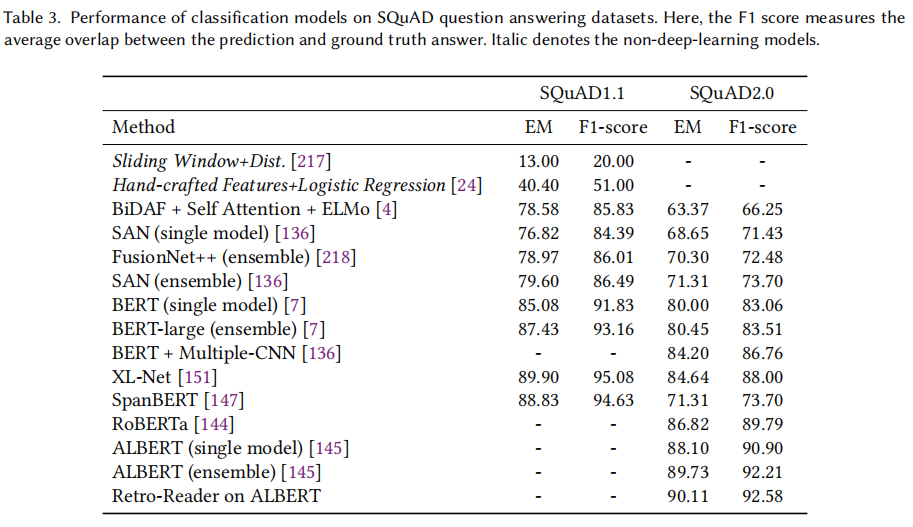 Table 3. Performance of classification models on SQuAD question answering datasets. Here, the F1 score measures the
average overlap between the prediction and ground truth answer. Italic denotes the non-deep-learning models.
SQuAD1.1 SQuAD2.0
Method EM F1-score EM F1-score
Sliding Window+Dist. [217] 13.00 20.00 - -
Hand-crafted Features+Logistic Regression [24] 40.40 51.00 - -
BiDAF + Self Attention + ELMo [4] 78.58 85.83 63.37 66.25
SAN (single model) [136] 76.82 84.39 68.65 71.43
FusionNet++ (ensemble) [218] 78.97 86.01 70.30 72.48
SAN (ensemble) [136] 79.60 86.49 71.31 73.70
BERT (single model) [7] 85.08 91.83 80.00 83.06
BERT-large (ensemble) [7] 87.43 93.16 80.45 83.51
BERT + Multiple-CNN [136] - - 84.20 86.76
XL-Net [151] 89.90 95.08 84.64 88.00
SpanBERT [147] 88.83 94.63 71.31 73.70
RoBERTa [144] - - 86.82 89.79
ALBERT (single model) [145] - - 88.10 90.90
ALBERT (ensemble) [145] - - 89.73 92.21
Retro-Reader on ALBERT - - 90.11 92.58